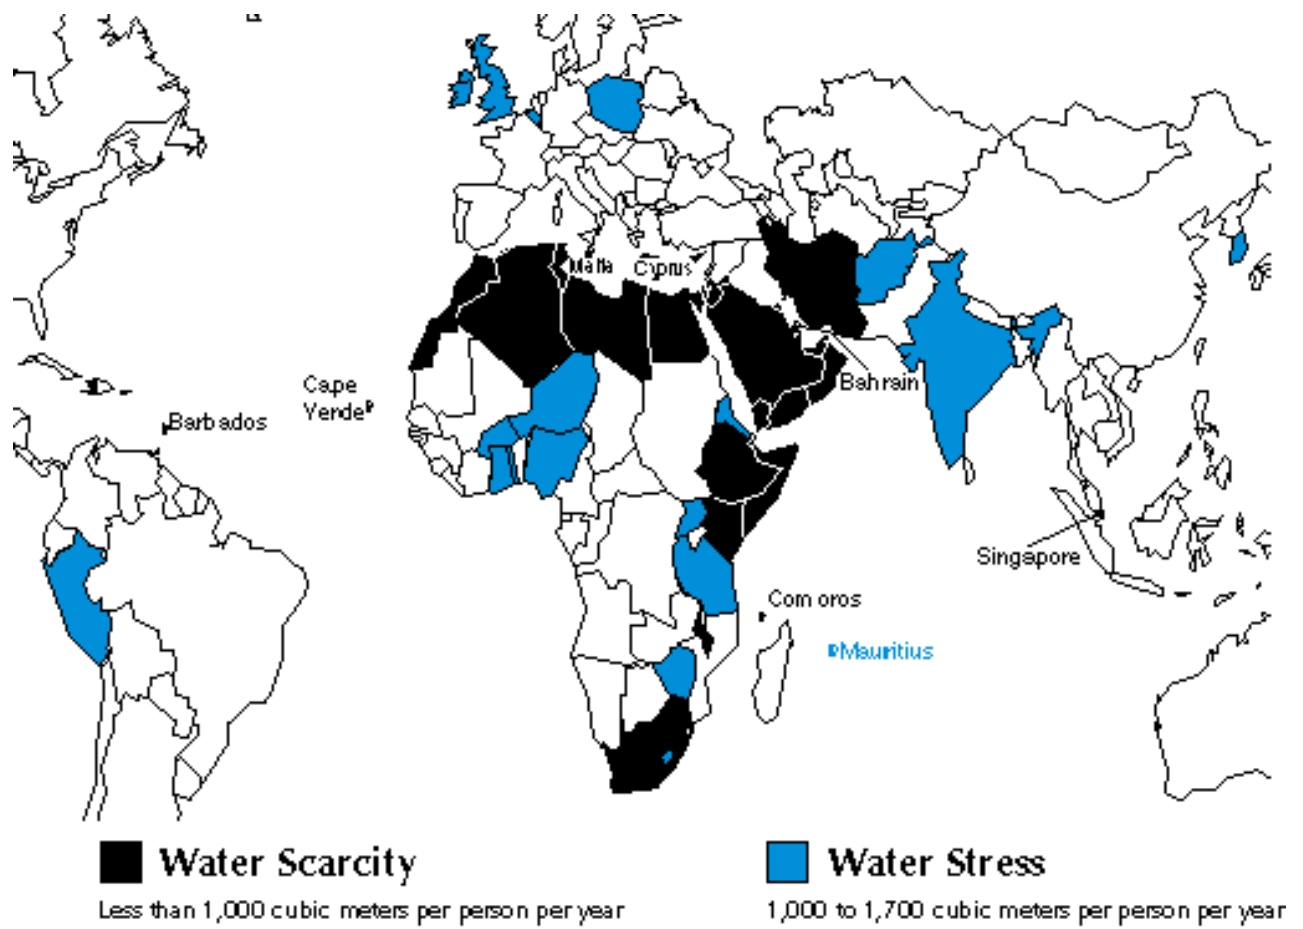 Malta
Cyprus
Bahrain
Cape
Verde
Barbados
Singapore
Comoros
Mauritius
Water Scarcity
Less than 1,000 cubic meters per person per year
Water Stress
1,000 to 1,700 cubic meters per person per year